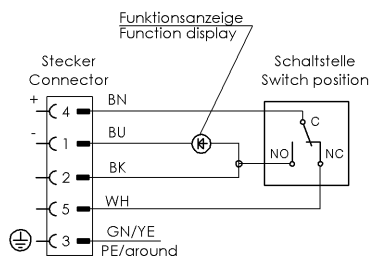 Funktionsanzeige
Function display
Stecker
Connector
Schaltstelle
Switch position
+ 4 BN
- 1 BU
2 BK
5 WH
3 GN/YE
PE/ground
C
NO NC